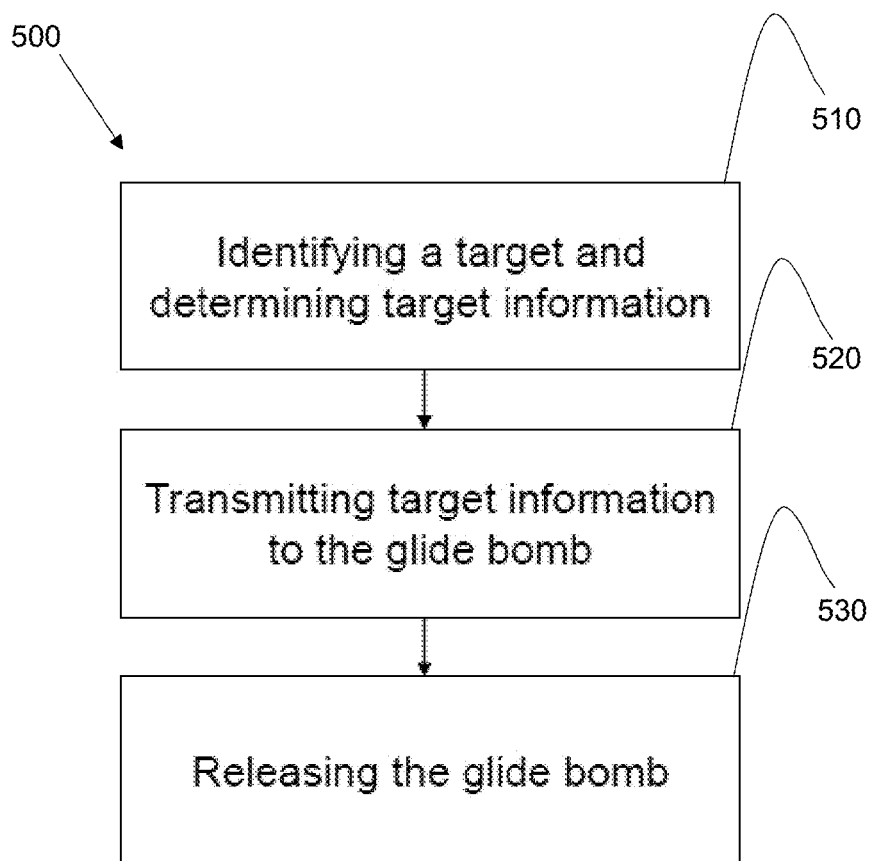 500
510
Identifying a target and
determining target information
520
Transmitting target information
to the glide bomb
530
Releasing the glide bomb